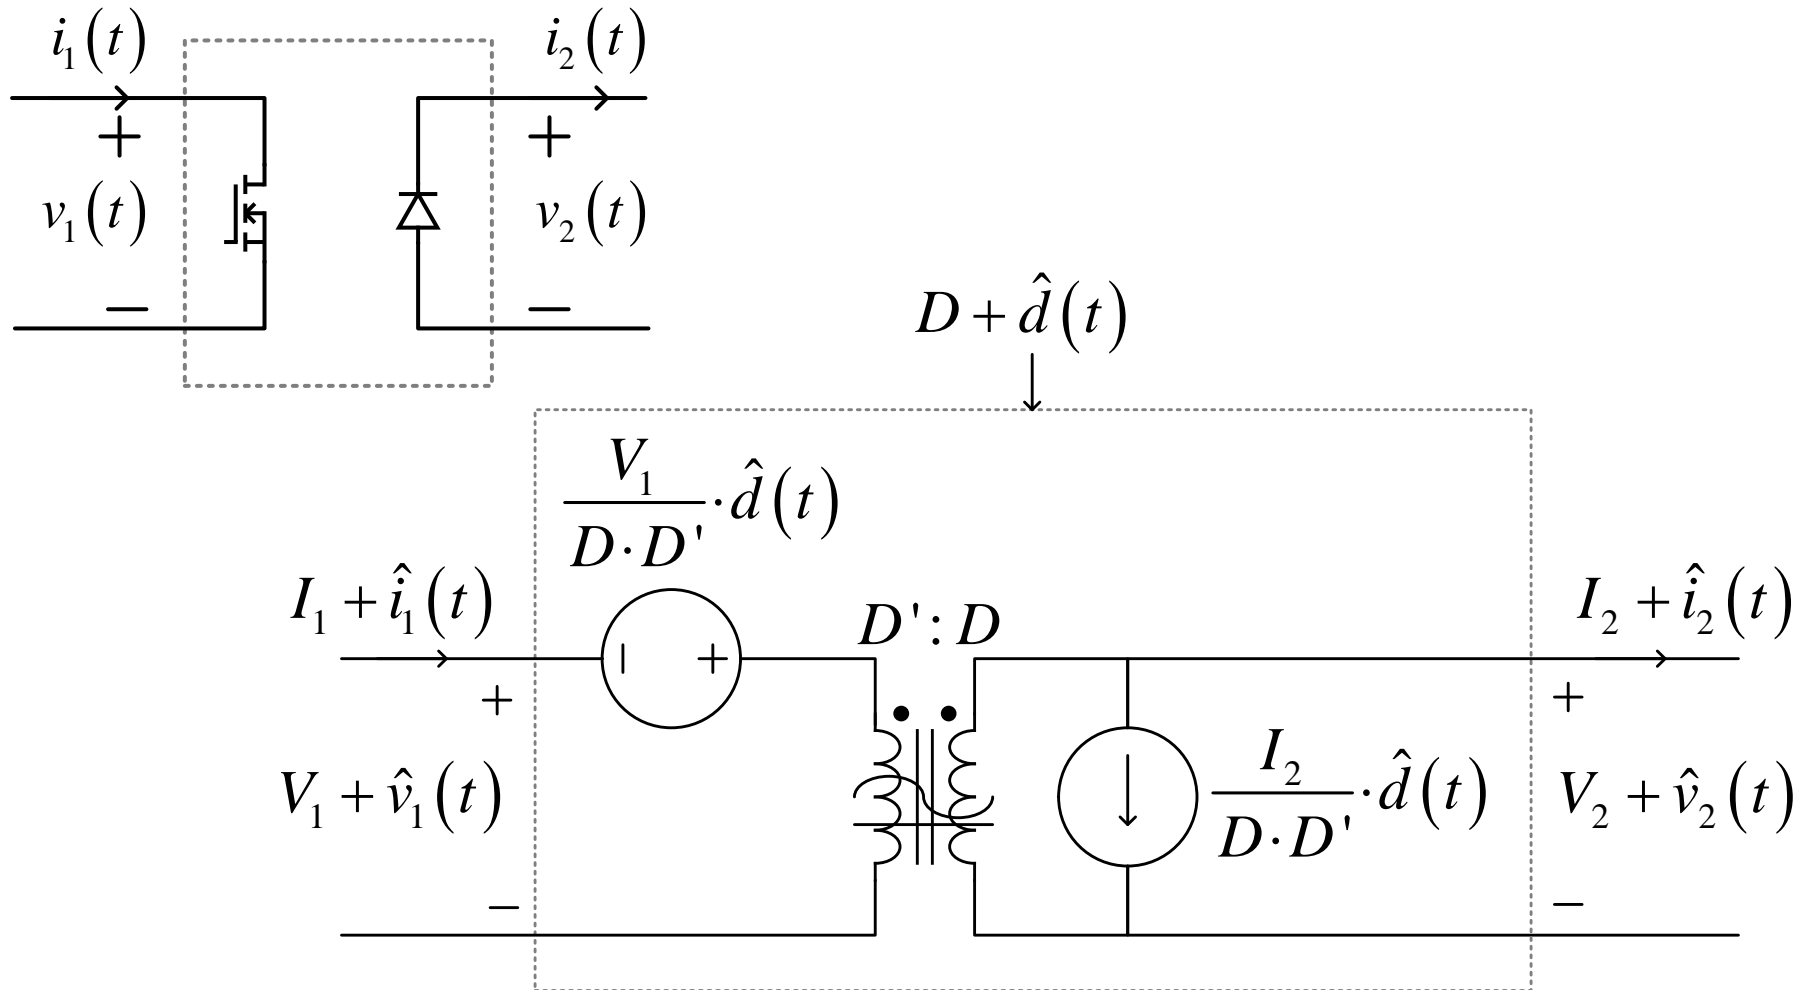 i₁(t) i₂(t)
+ +
v₁(t) v₂(t)
− −
D + d̂(t)
V₁/(D·D') · d̂(t)
I₁ + î₁(t) − + D' : D I₂ + î₂(t)
+ +
V₁ + v̂₁(t) I₂/(D·D') · d̂(t) V₂ + v̂₂(t)
− −